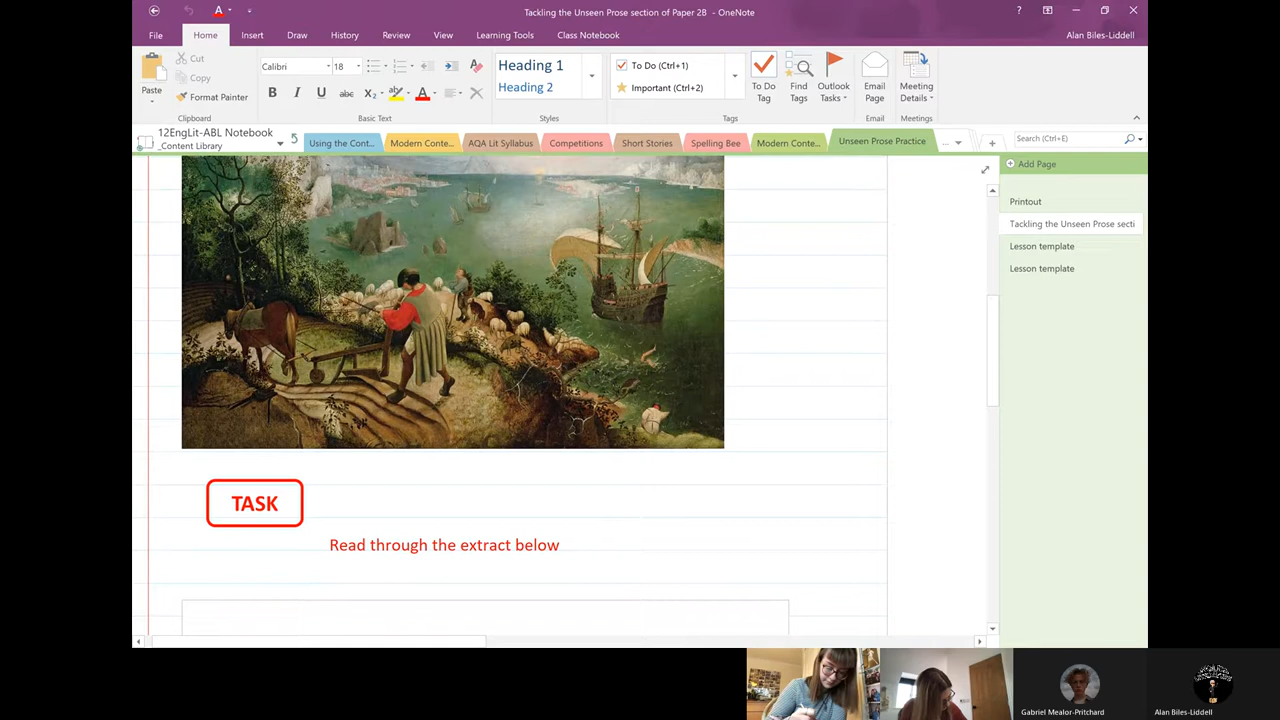 Tackling the Unseen Prose section of Paper 2B - OneNote
File Home Insert Draw History Review View Learning Tools Class Notebook Alan Biles-Liddell
Paste
Cut
Copy
Format Painter
Clipboard
Calibri 18
B I U abc X₂ A
Basic Text
Heading 1
Heading 2
Styles
To Do (Ctrl+1)
Important (Ctrl+2)
Tags
To Do Tag
Find Tags
Outlook Tasks
Email Page
Email
Meeting Details
Meetings
12EngLit-ABL Notebook
_Content Library
Using the Cont... Modern Conte... AQA Lit Syllabus Competitions Short Stories Spelling Bee Modern Conte... Unseen Prose Practice ...
Search (Ctrl+E)
Add Page
Printout
Tackling the Unseen Prose secti
Lesson template
Lesson template
TASK
Read through the extract below
Gabriel Mealor-Pritchard
Alan Biles-Liddell